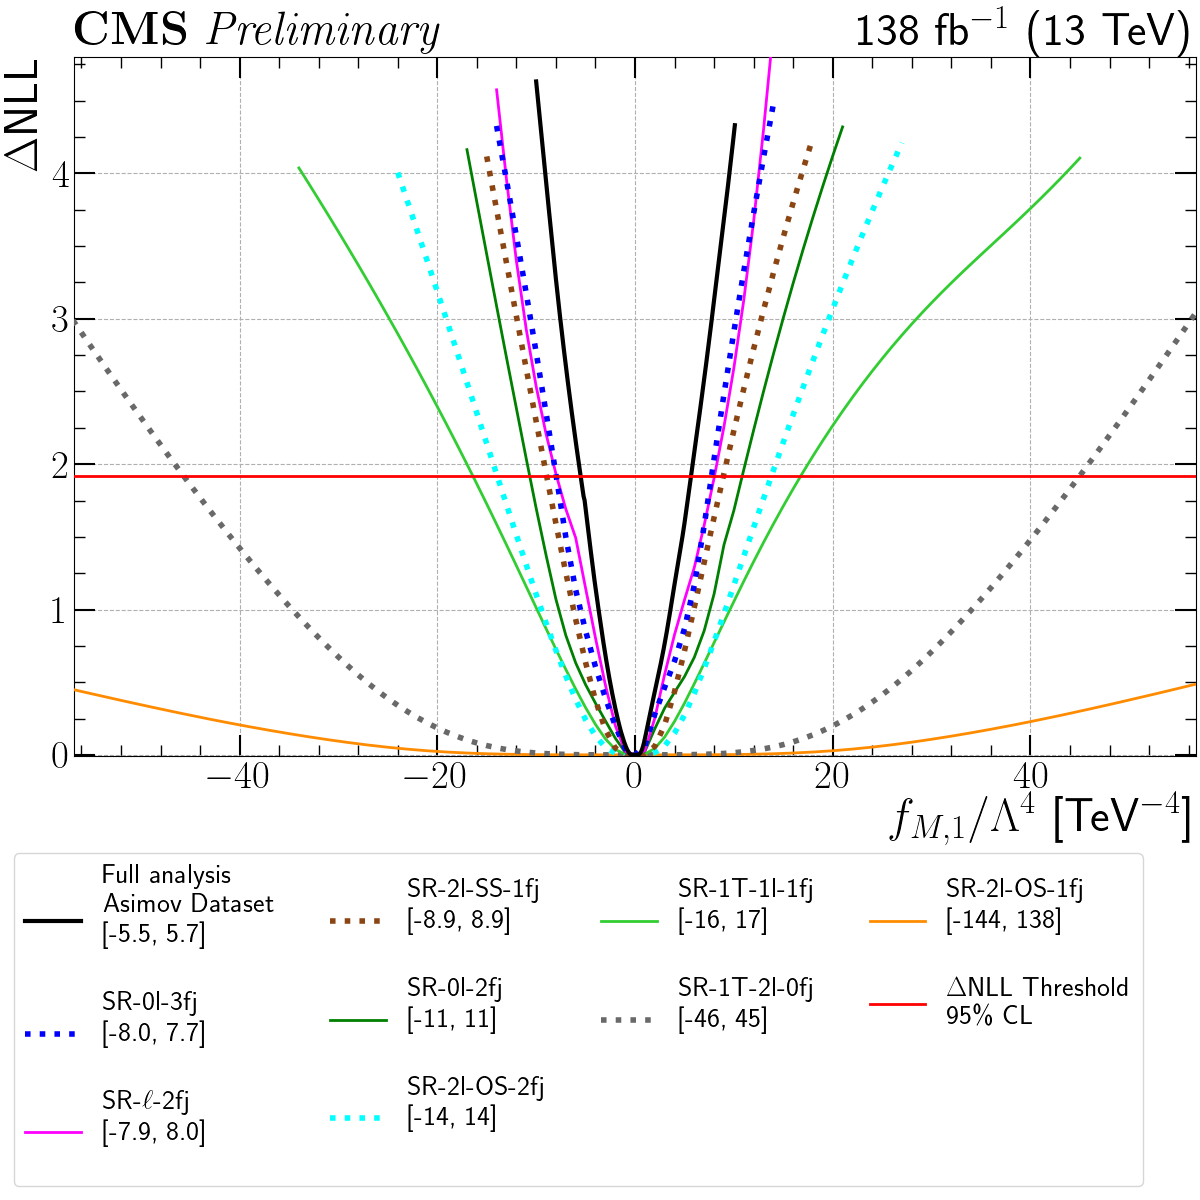 CMS Preliminary
138 fb⁻¹ (13 TeV)
ΔNLL
4
3
2
1
0
−40 −20 0 20 40
f_{M,1}/Λ⁴ [TeV⁻⁴]
Full analysis
Asimov Dataset
[-5.5, 5.7]
SR-0l-3fj
[-8.0, 7.7]
SR-ℓ-2fj
[-7.9, 8.0]
SR-2l-SS-1fj
[-8.9, 8.9]
SR-0l-2fj
[-11, 11]
SR-2l-OS-2fj
[-14, 14]
SR-1T-1l-1fj
[-16, 17]
SR-1T-2l-0fj
[-46, 45]
SR-2l-OS-1fj
[-144, 138]
ΔNLL Threshold
95% CL